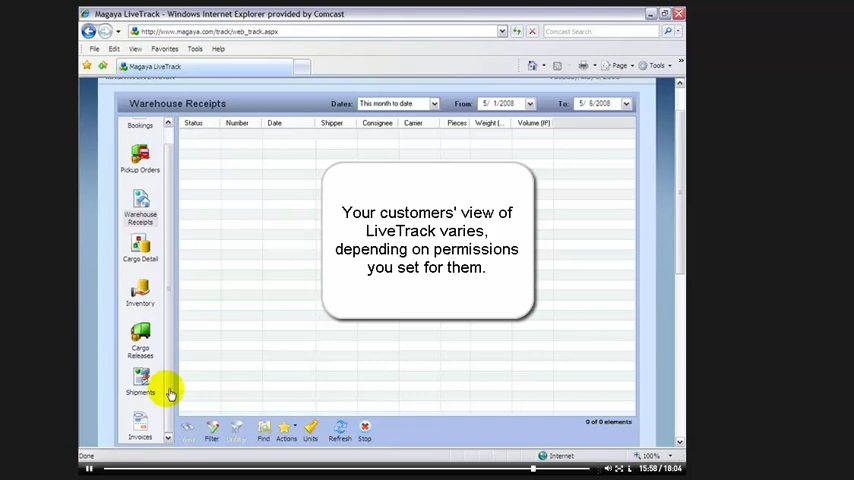 Magaya LiveTrack - Windows Internet Explorer provided by Comcast
http://www.magaya.com/track/web_track.aspx
Comcast Search
File Edit View Favorites Tools Help
Magaya LiveTrack
Page Tools
Warehouse Receipts
Dates: This month to date From: 5/ 1/2008 To: 5/ 6/2008
Status Number Date Shipper Consignee Carrier Pieces Weight (... Volume (ft³)
Bookings
Pickup Orders
Warehouse
Receipts
Cargo Detail
Inventory
Cargo
Releases
Shipments
Invoices
Your customers' view of
LiveTrack varies,
depending on permissions
you set for them.
0 of 0 elements
Filter Find Actions Units Refresh Stop
Done Internet 100%
15:58 / 18:04